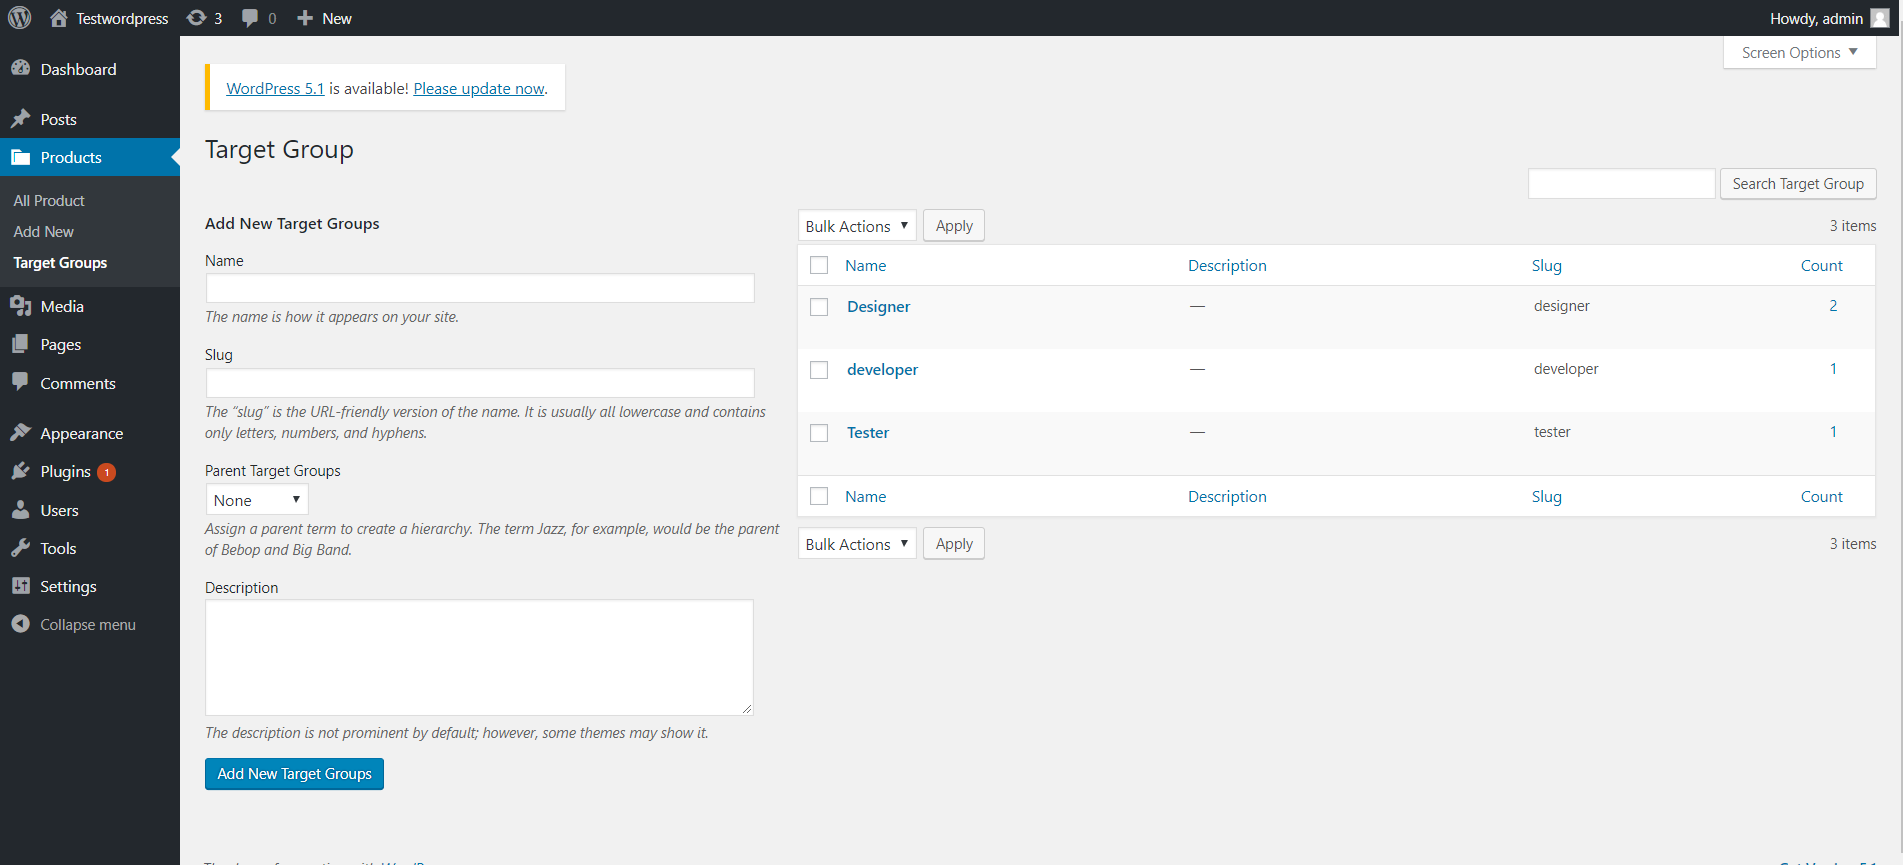 Testwordpress 3 0 New Howdy, admin
Screen Options
Dashboard
Posts
Products
All Product
Add New
Target Groups
Media
Pages
Comments
Appearance
Plugins 1
Users
Tools
Settings
Collapse menu
WordPress 5.1 is available! Please update now.
Target Group
Search Target Group
Add New Target Groups
Name
The name is how it appears on your site.
Slug
The “slug” is the URL-friendly version of the name. It is usually all lowercase and contains
only letters, numbers, and hyphens.
Parent Target Groups
None
Assign a parent term to create a hierarchy. The term Jazz, for example, would be the parent
of Bebop and Big Band.
Description
The description is not prominent by default; however, some themes may show it.
Add New Target Groups
Bulk Actions Apply 3 items
Name Description Slug Count
Designer — designer 2
developer — developer 1
Tester — tester 1
Name Description Slug Count
Bulk Actions Apply 3 items